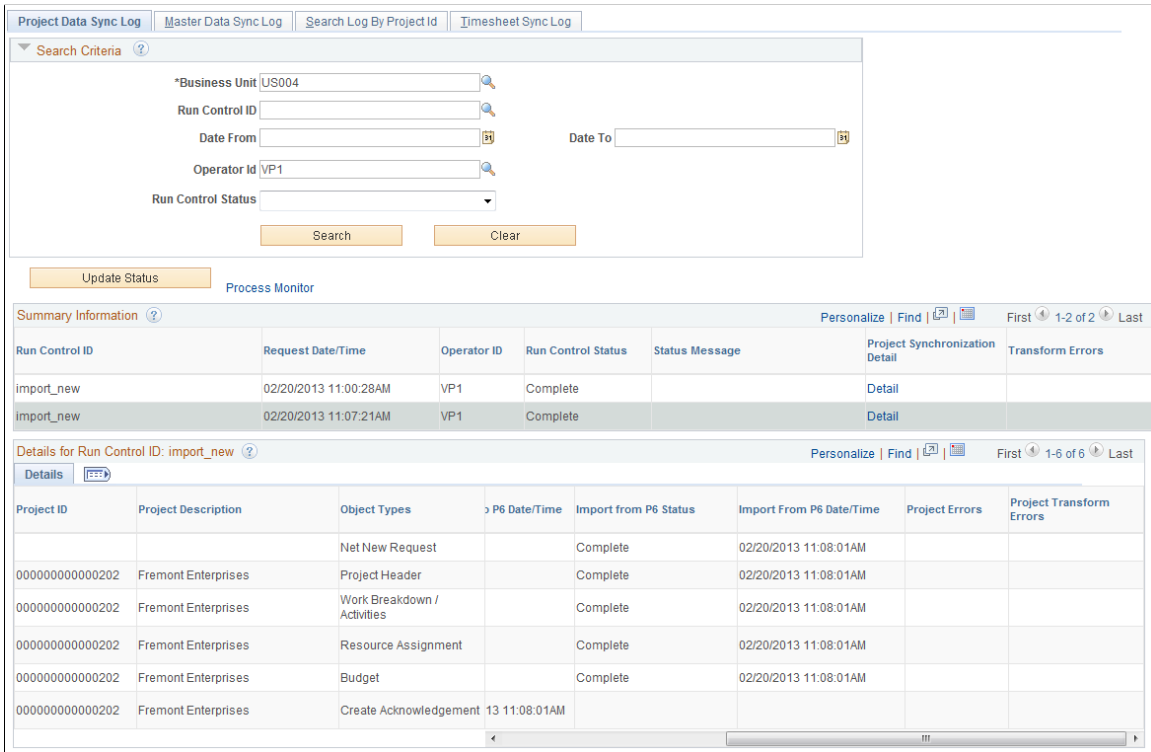 Project Data Sync Log Master Data Sync Log Search Log By Project Id Timesheet Sync Log
Search Criteria ?
*Business Unit US004
Run Control ID
Date From 31 Date To 31
Operator Id VP1
Run Control Status
Search Clear
Update Status Process Monitor
Summary Information ? Personalize | Find | | First 1-2 of 2 Last
Run Control ID Request Date/Time Operator ID Run Control Status Status Message Project Synchronization Detail Transform Errors
import_new 02/20/2013 11:00:28AM VP1 Complete Detail
import_new 02/20/2013 11:07:21AM VP1 Complete Detail
Details for Run Control ID: import_new ? Personalize | Find | | First 1-6 of 6 Last
Details
Project ID Project Description Object Types o P6 Date/Time Import from P6 Status Import From P6 Date/Time Project Errors Project Transform Errors
Net New Request Complete 02/20/2013 11:08:01AM
000000000000202 Fremont Enterprises Project Header Complete 02/20/2013 11:08:01AM
000000000000202 Fremont Enterprises Work Breakdown / Activities Complete 02/20/2013 11:08:01AM
000000000000202 Fremont Enterprises Resource Assignment Complete 02/20/2013 11:08:01AM
000000000000202 Fremont Enterprises Budget Complete 02/20/2013 11:08:01AM
000000000000202 Fremont Enterprises Create Acknowledgement 13 11:08:01AM